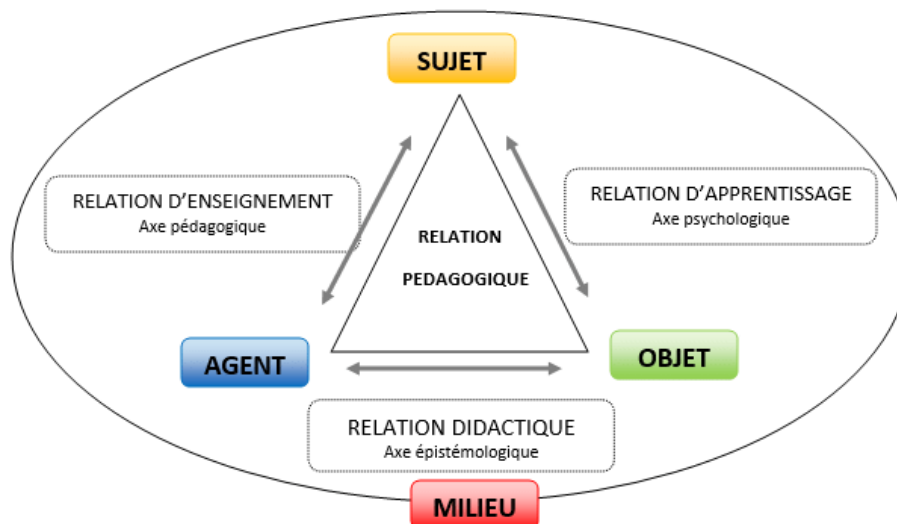 SUJET
RELATION D'ENSEIGNEMENT
Axe pédagogique
RELATION D'APPRENTISSAGE
Axe psychologique
RELATION
PEDAGOGIQUE
AGENT
OBJET
RELATION DIDACTIQUE
Axe épistémologique
MILIEU